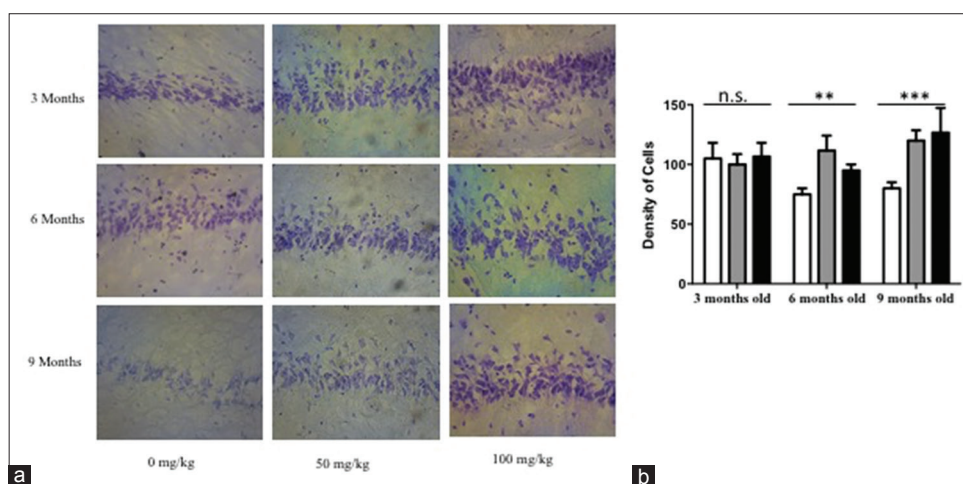 3 Months
6 Months
9 Months
0 mg/kg
50 mg/kg
100 mg/kg
a
n.s.
**
***
Density of Cells
150
100
50
0
3 months old
6 months old
9 months old
b